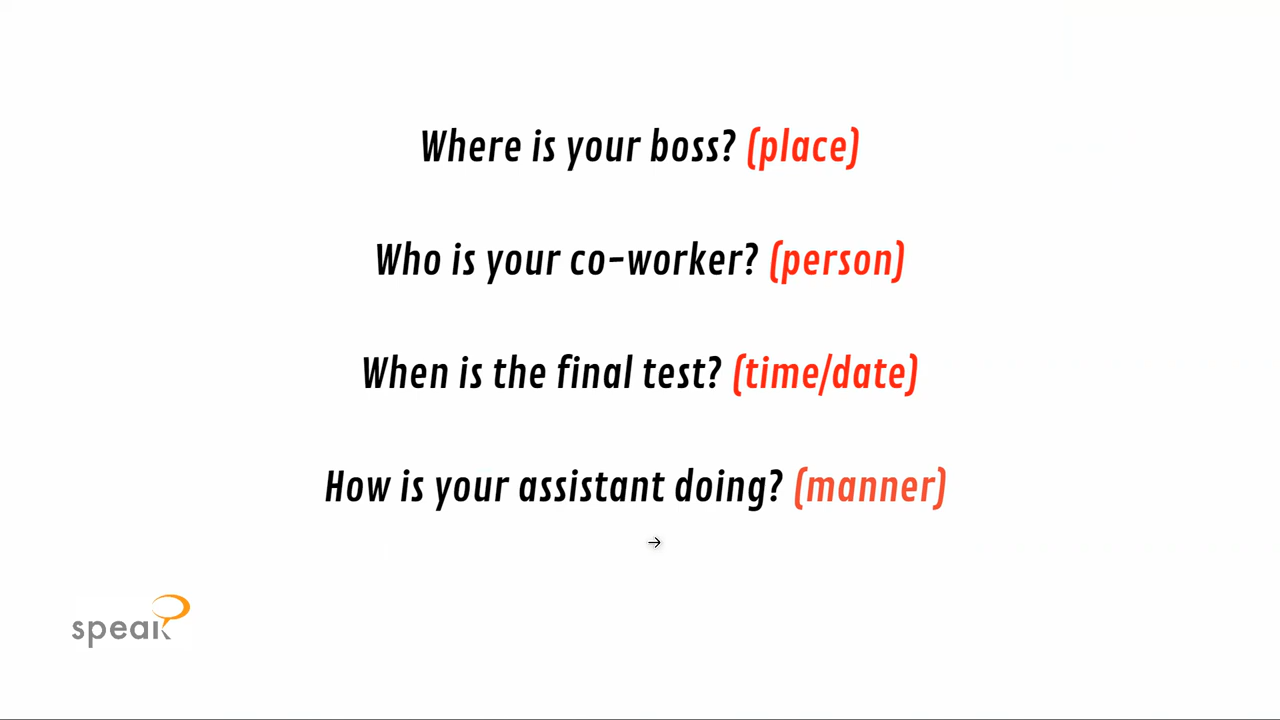 Where is your boss? (place)
Who is your co-worker? (person)
When is the final test? (time/date)
How is your assistant doing? (manner)
→
speak